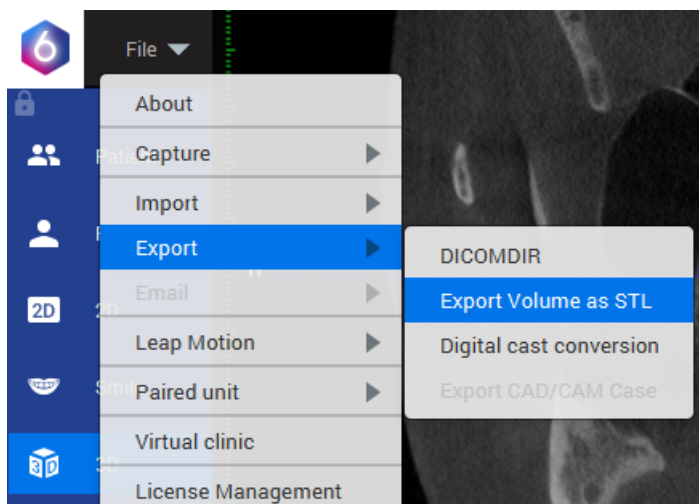 6
File
About
Capture
Import
Export
Email
Leap Motion
Paired unit
Virtual clinic
License Management
DICOMDIR
Export Volume as STL
Digital cast conversion
Export CAD/CAM Case
2D
3D